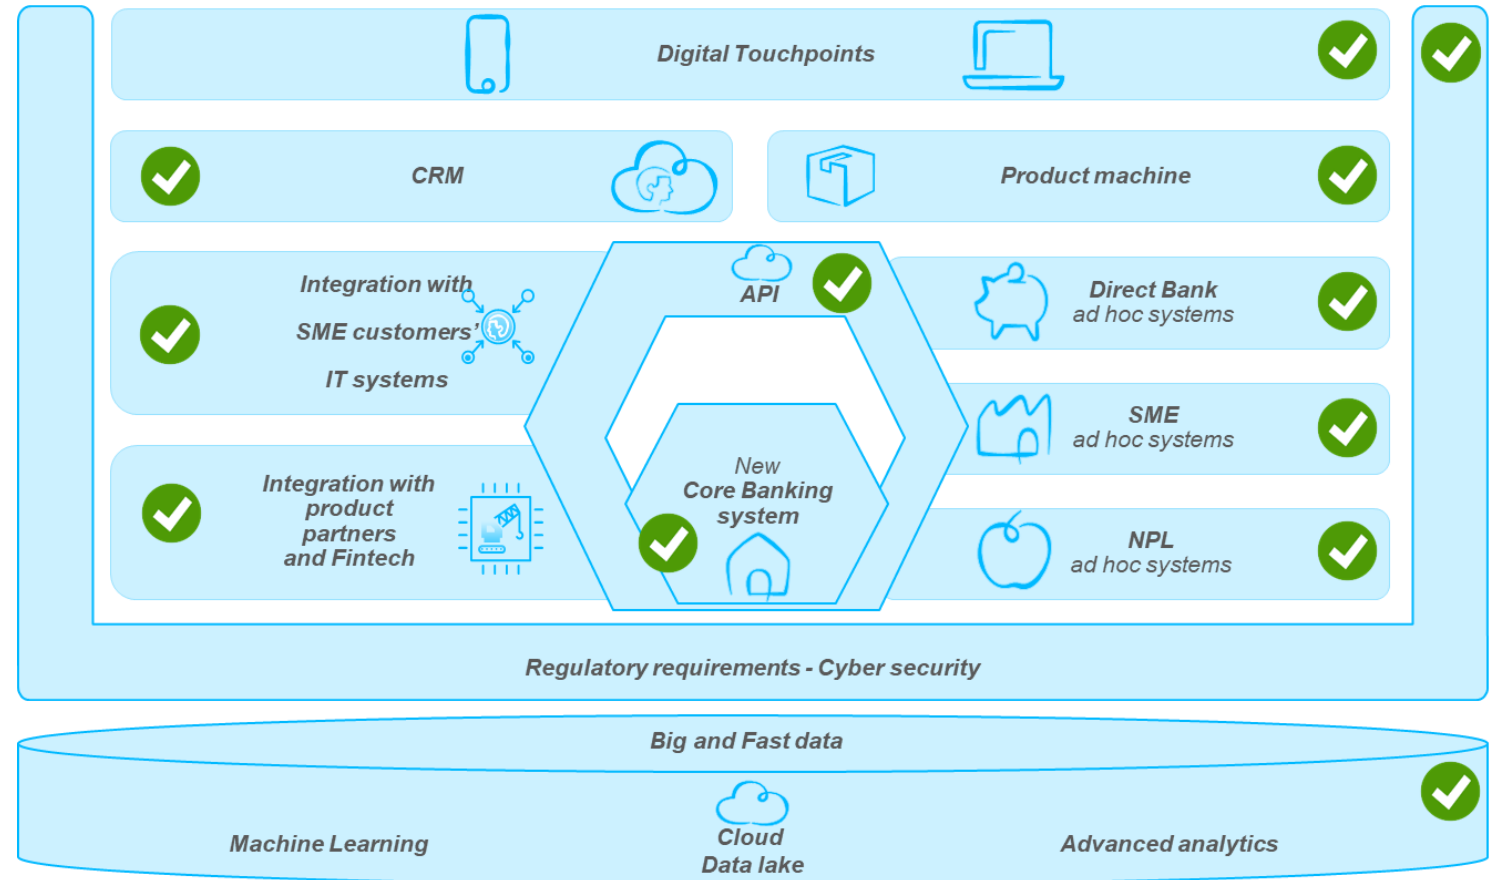 Digital Touchpoints
CRM
Product machine
Integration with
SME customers’
IT systems
API
Direct Bank
ad hoc systems
SME
ad hoc systems
Integration with
product
partners
and Fintech
New
Core Banking
system
NPL
ad hoc systems
Regulatory requirements - Cyber security
Big and Fast data
Machine Learning
Cloud
Data lake
Advanced analytics